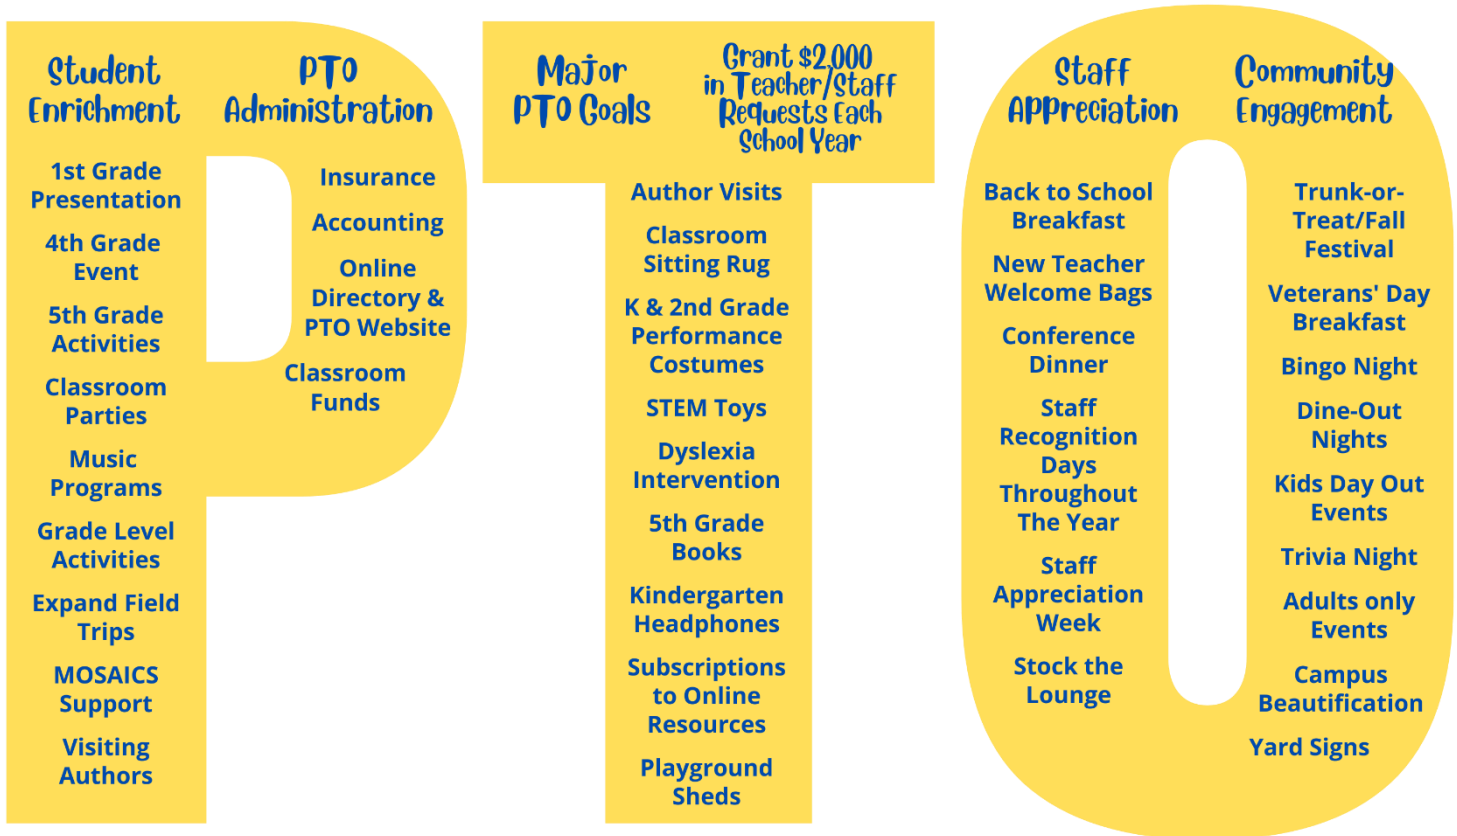 Student
Enrichment
1st Grade
Presentation
4th Grade
Event
5th Grade
Activities
Classroom
Parties
Music
Programs
Grade Level
Activities
Expand Field
Trips
MOSAICS
Support
Visiting
Authors
PTO
Administration
Insurance
Accounting
Online
Directory &
PTO Website
Classroom
Funds
Major
PTO Goals
Grant $2,000
in Teacher/Staff
Requests Each
School Year
Author Visits
Classroom
Sitting Rug
K & 2nd Grade
Performance
Costumes
STEM Toys
Dyslexia
Intervention
5th Grade
Books
Kindergarten
Headphones
Subscriptions
to Online
Resources
Playground
Sheds
Staff
Appreciation
Back to School
Breakfast
New Teacher
Welcome Bags
Conference
Dinner
Staff
Recognition
Days
Throughout
The Year
Staff
Appreciation
Week
Stock the
Lounge
Community
Engagement
Trunk-or-
Treat/Fall
Festival
Veterans' Day
Breakfast
Bingo Night
Dine-Out
Nights
Kids Day Out
Events
Trivia Night
Adults only
Events
Campus
Beautification
Yard Signs